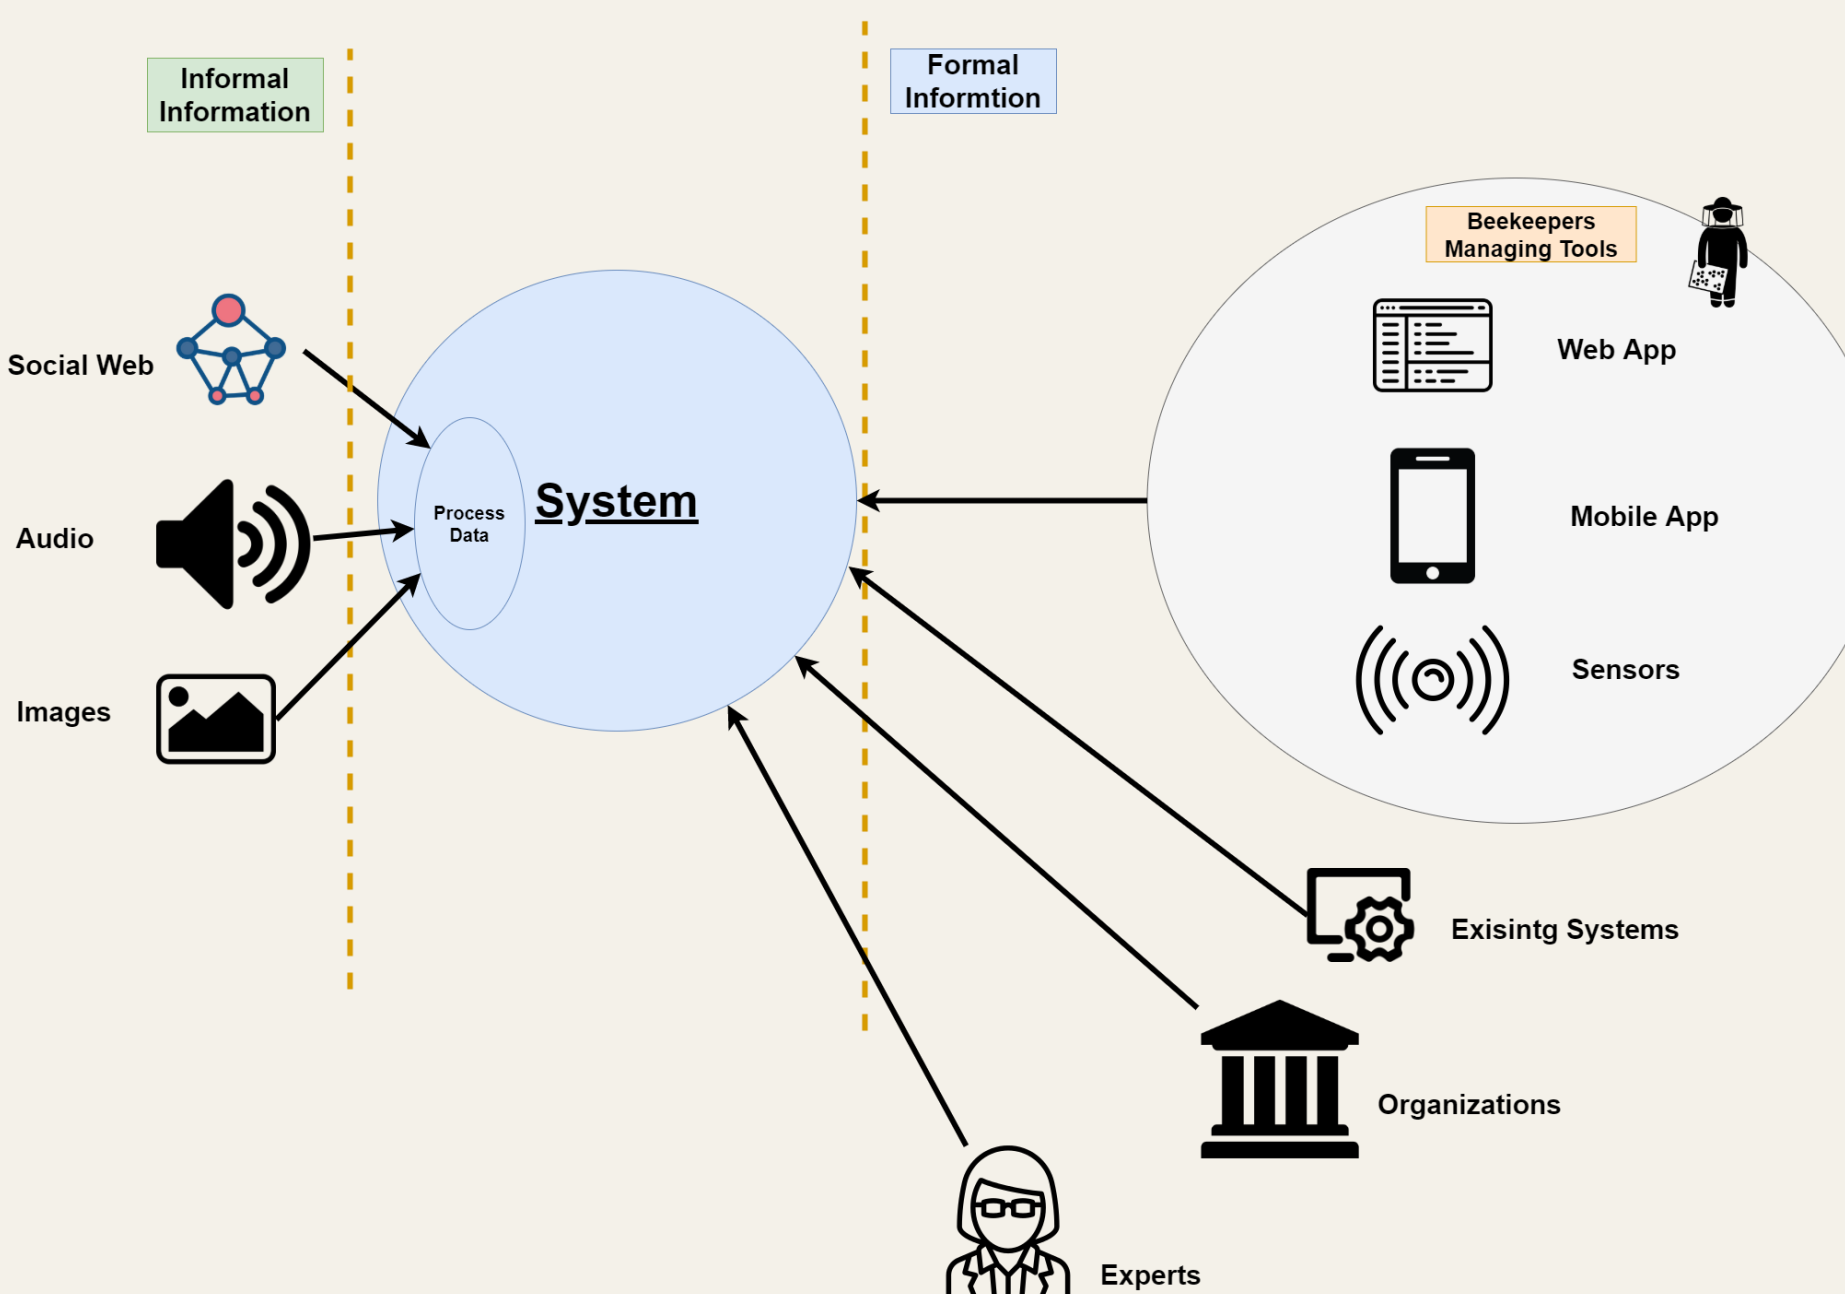 Informal
Information
Formal
Informtion
Beekeepers
Managing Tools
Web App
Social Web
Process
Data
System
Mobile App
Audio
Sensors
Images
Exisintg Systems
Organizations
Experts